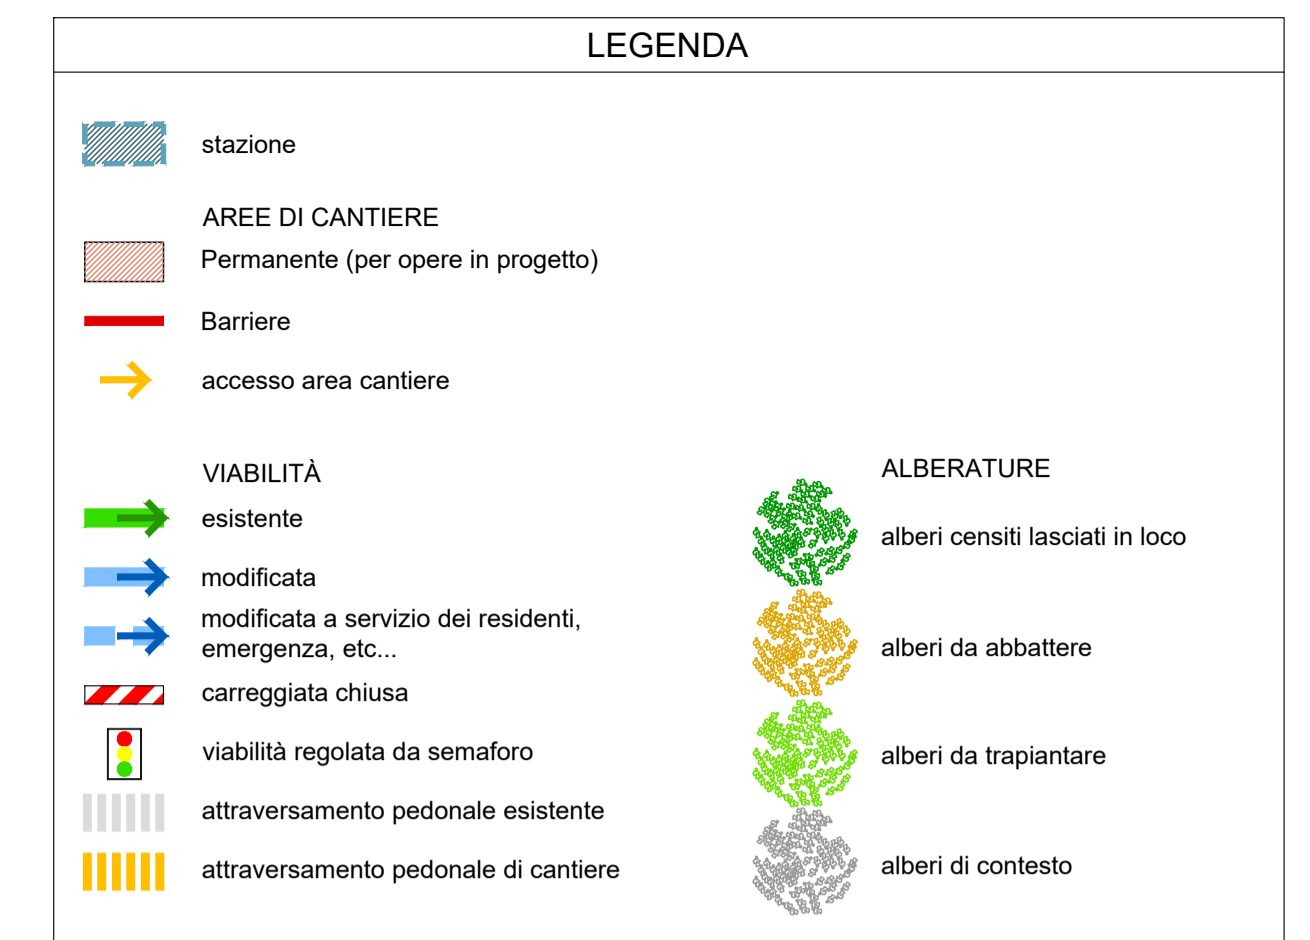 LEGENDA
stazione
AREE DI CANTIERE
Permanente (per opere in progetto)
Barriere
accesso area cantiere
VIABILITÀ
esistente
modificata
modificata a servizio dei residenti,
emergenza, etc...
carreggiata chiusa
viabilità regolata da semaforo
attraversamento pedonale esistente
attraversamento pedonale di cantiere
ALBERATURE
alberi censiti lasciati in loco
alberi da abbattere
alberi da trapiantare
alberi di contesto